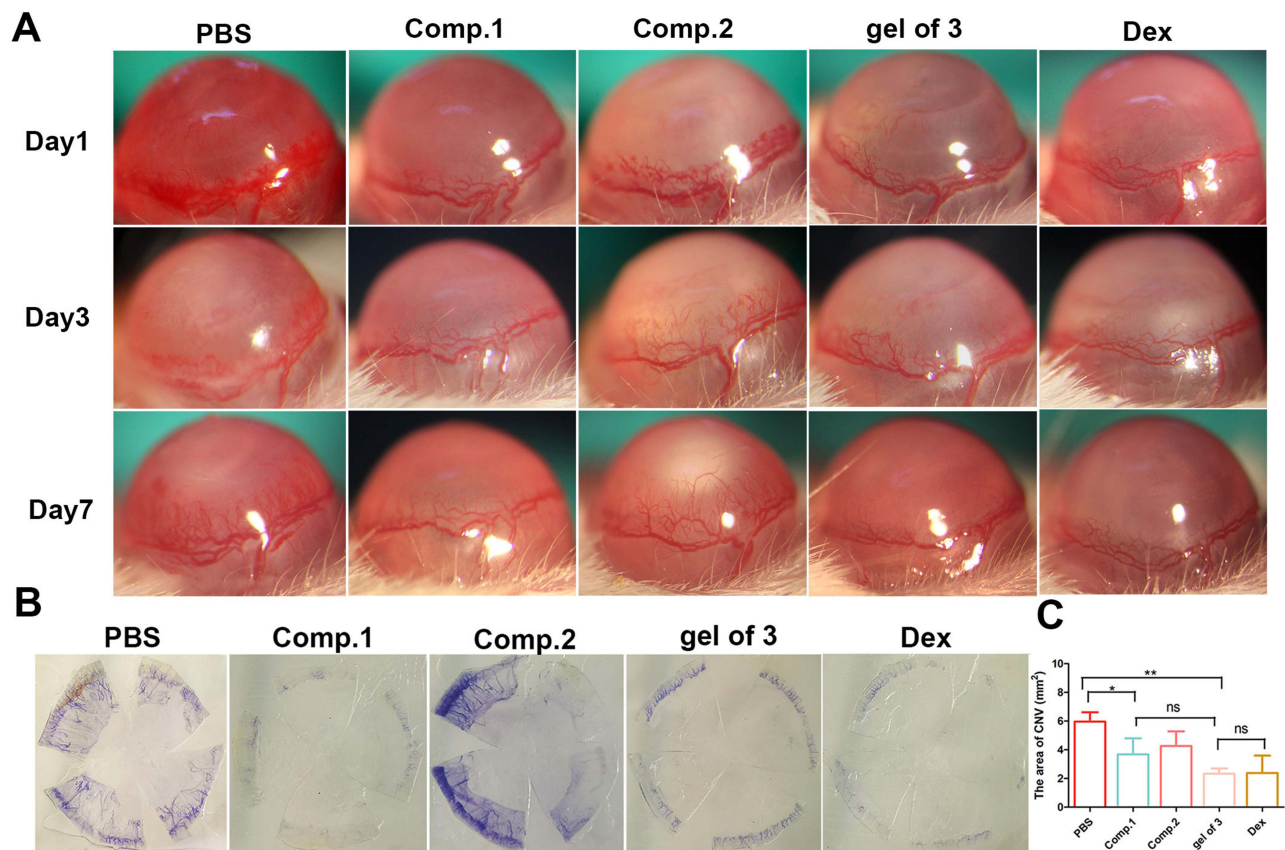 A
PBS
Comp.1
Comp.2
gel of 3
Dex
Day1
Day3
Day7
B
PBS
Comp.1
Comp.2
gel of 3
Dex
C
The area of CNV (mm²)
10
8
6
4
2
0
**
*
ns
ns
PBS
Comp.1
Comp.2
gel of 3
Dex